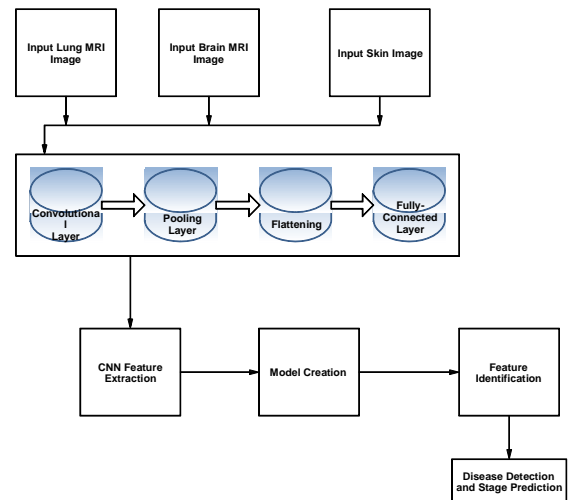 Input Lung MRI
Image
Input Brain MRI
Image
Input Skin Image
Convolutiona
l
Layer
Pooling
Layer
Flattening
Fully-
Connected
Layer
CNN Feature
Extraction
Model Creation
Feature
Identification
Disease Detection
and Stage Prediction